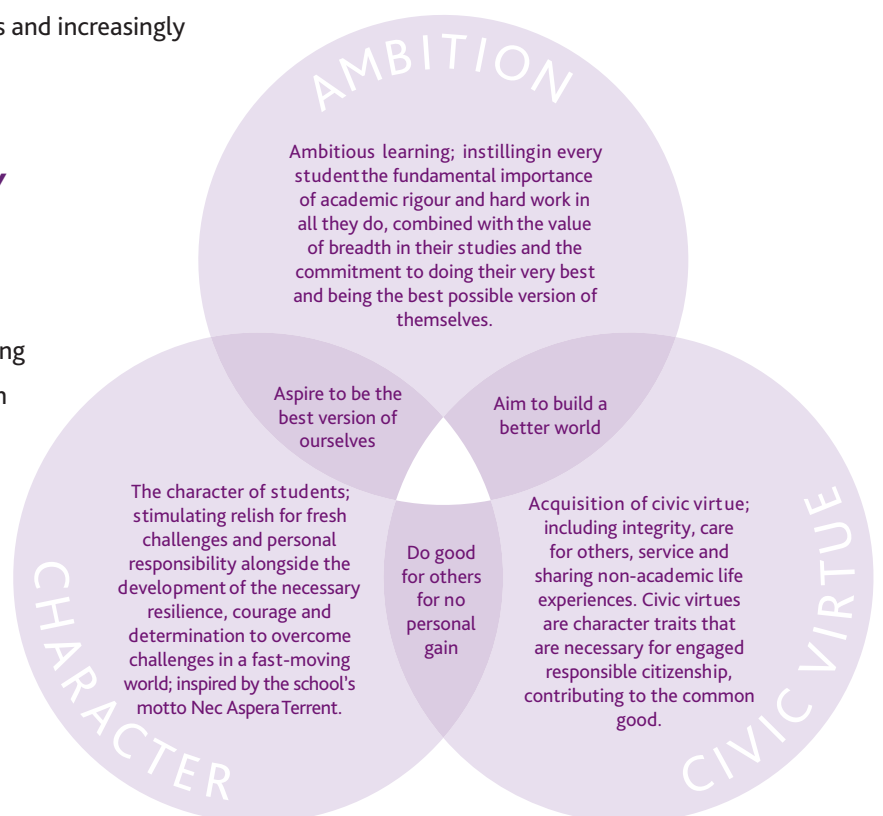 s and increasingly
y
ng
n
AMBITION
Ambitious learning; instillingin every
student the fundamental importance
of academic rigour and hard work in
all they do, combined with the value
of breadth in their studies and the
commitment to doing their very best
and being the best possible version of
themselves.
Aspire to be the
best version of
ourselves
Aim to build a
better world
CHARACTER
The character of students;
stimulating relish for fresh
challenges and personal
responsibility alongside the
development of the necessary
resilience, courage and
determination to overcome
challenges in a fast-moving
world; inspired by the school's
motto Nec Aspera Terrent.
Do good
for others
for no
personal
gain
CIVIC VIRTUE
Acquisition of civic virtue;
including integrity, care
for others, service and
sharing non-academic life
experiences. Civic virtues
are character traits that
are necessary for engaged
responsible citizenship,
contributing to the common
good.